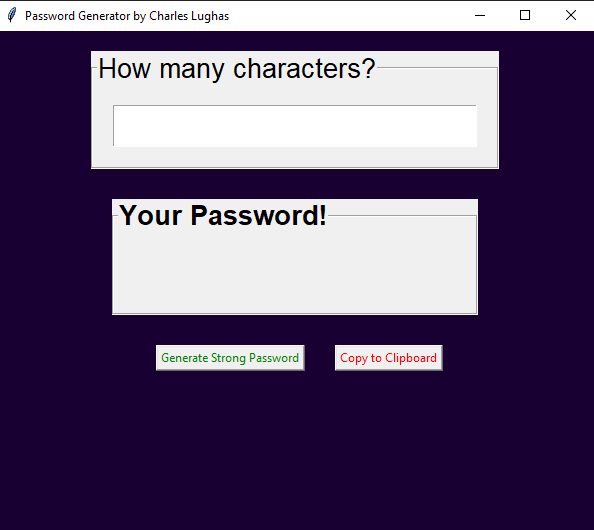 Password Generator by Charles Lughas
How many characters?
Your Password!
Generate Strong Password
Copy to Clipboard